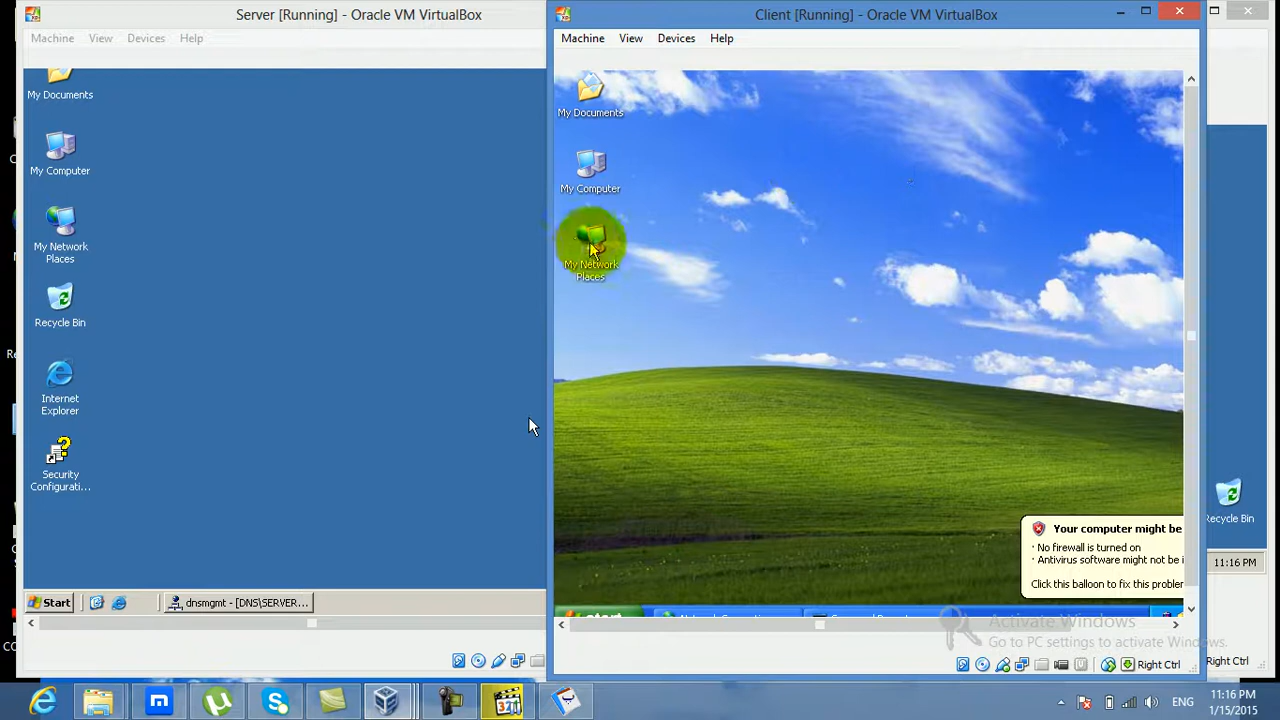 Server [Running] - Oracle VM VirtualBox
Machine View Devices Help
My Documents
My Computer
My Network
Places
Recycle Bin
Internet
Explorer
Security
Configurati...
Start
dnsmgmt - [DNS\SERVER...
Client [Running] - Oracle VM VirtualBox
Machine View Devices Help
My Documents
My Computer
My Network
Places
Your computer might be
· No firewall is turned on
· Antivirus software might not be i
Click this balloon to fix this probler
start
Right Ctrl
Recycle Bin
11:16 PM
Right Ctrl
Activate Windows
Go to PC settings to activate Windows.
321
ENG
11:16 PM
1/15/2015